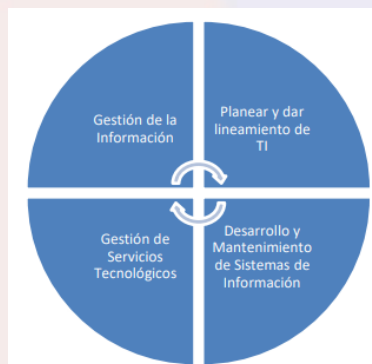 Gestión de la
Información
Planear y dar
lineamiento de
TI
Gestión de
Servicios
Tecnológicos
Desarrollo y
Mantenimiento
de Sistemas de
Información